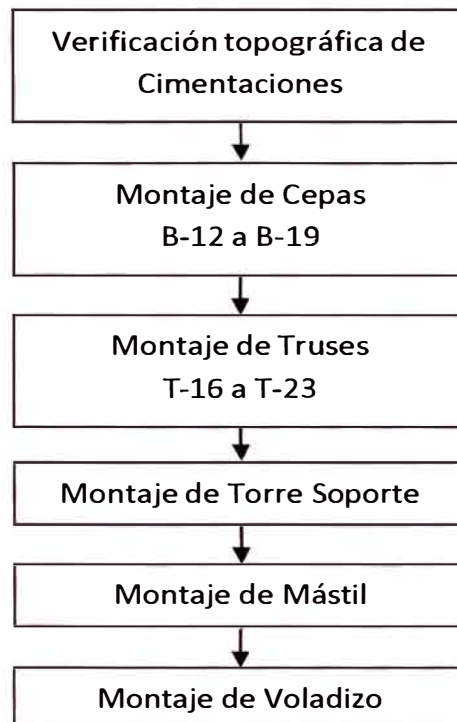 Verificación topográfica de
Cimentaciones
Montaje de Cepas
B-12 a B-19
Montaje de Truses
T-16 a T-23
Montaje de Torre Soporte
Montaje de Mástil
Montaje de Voladizo